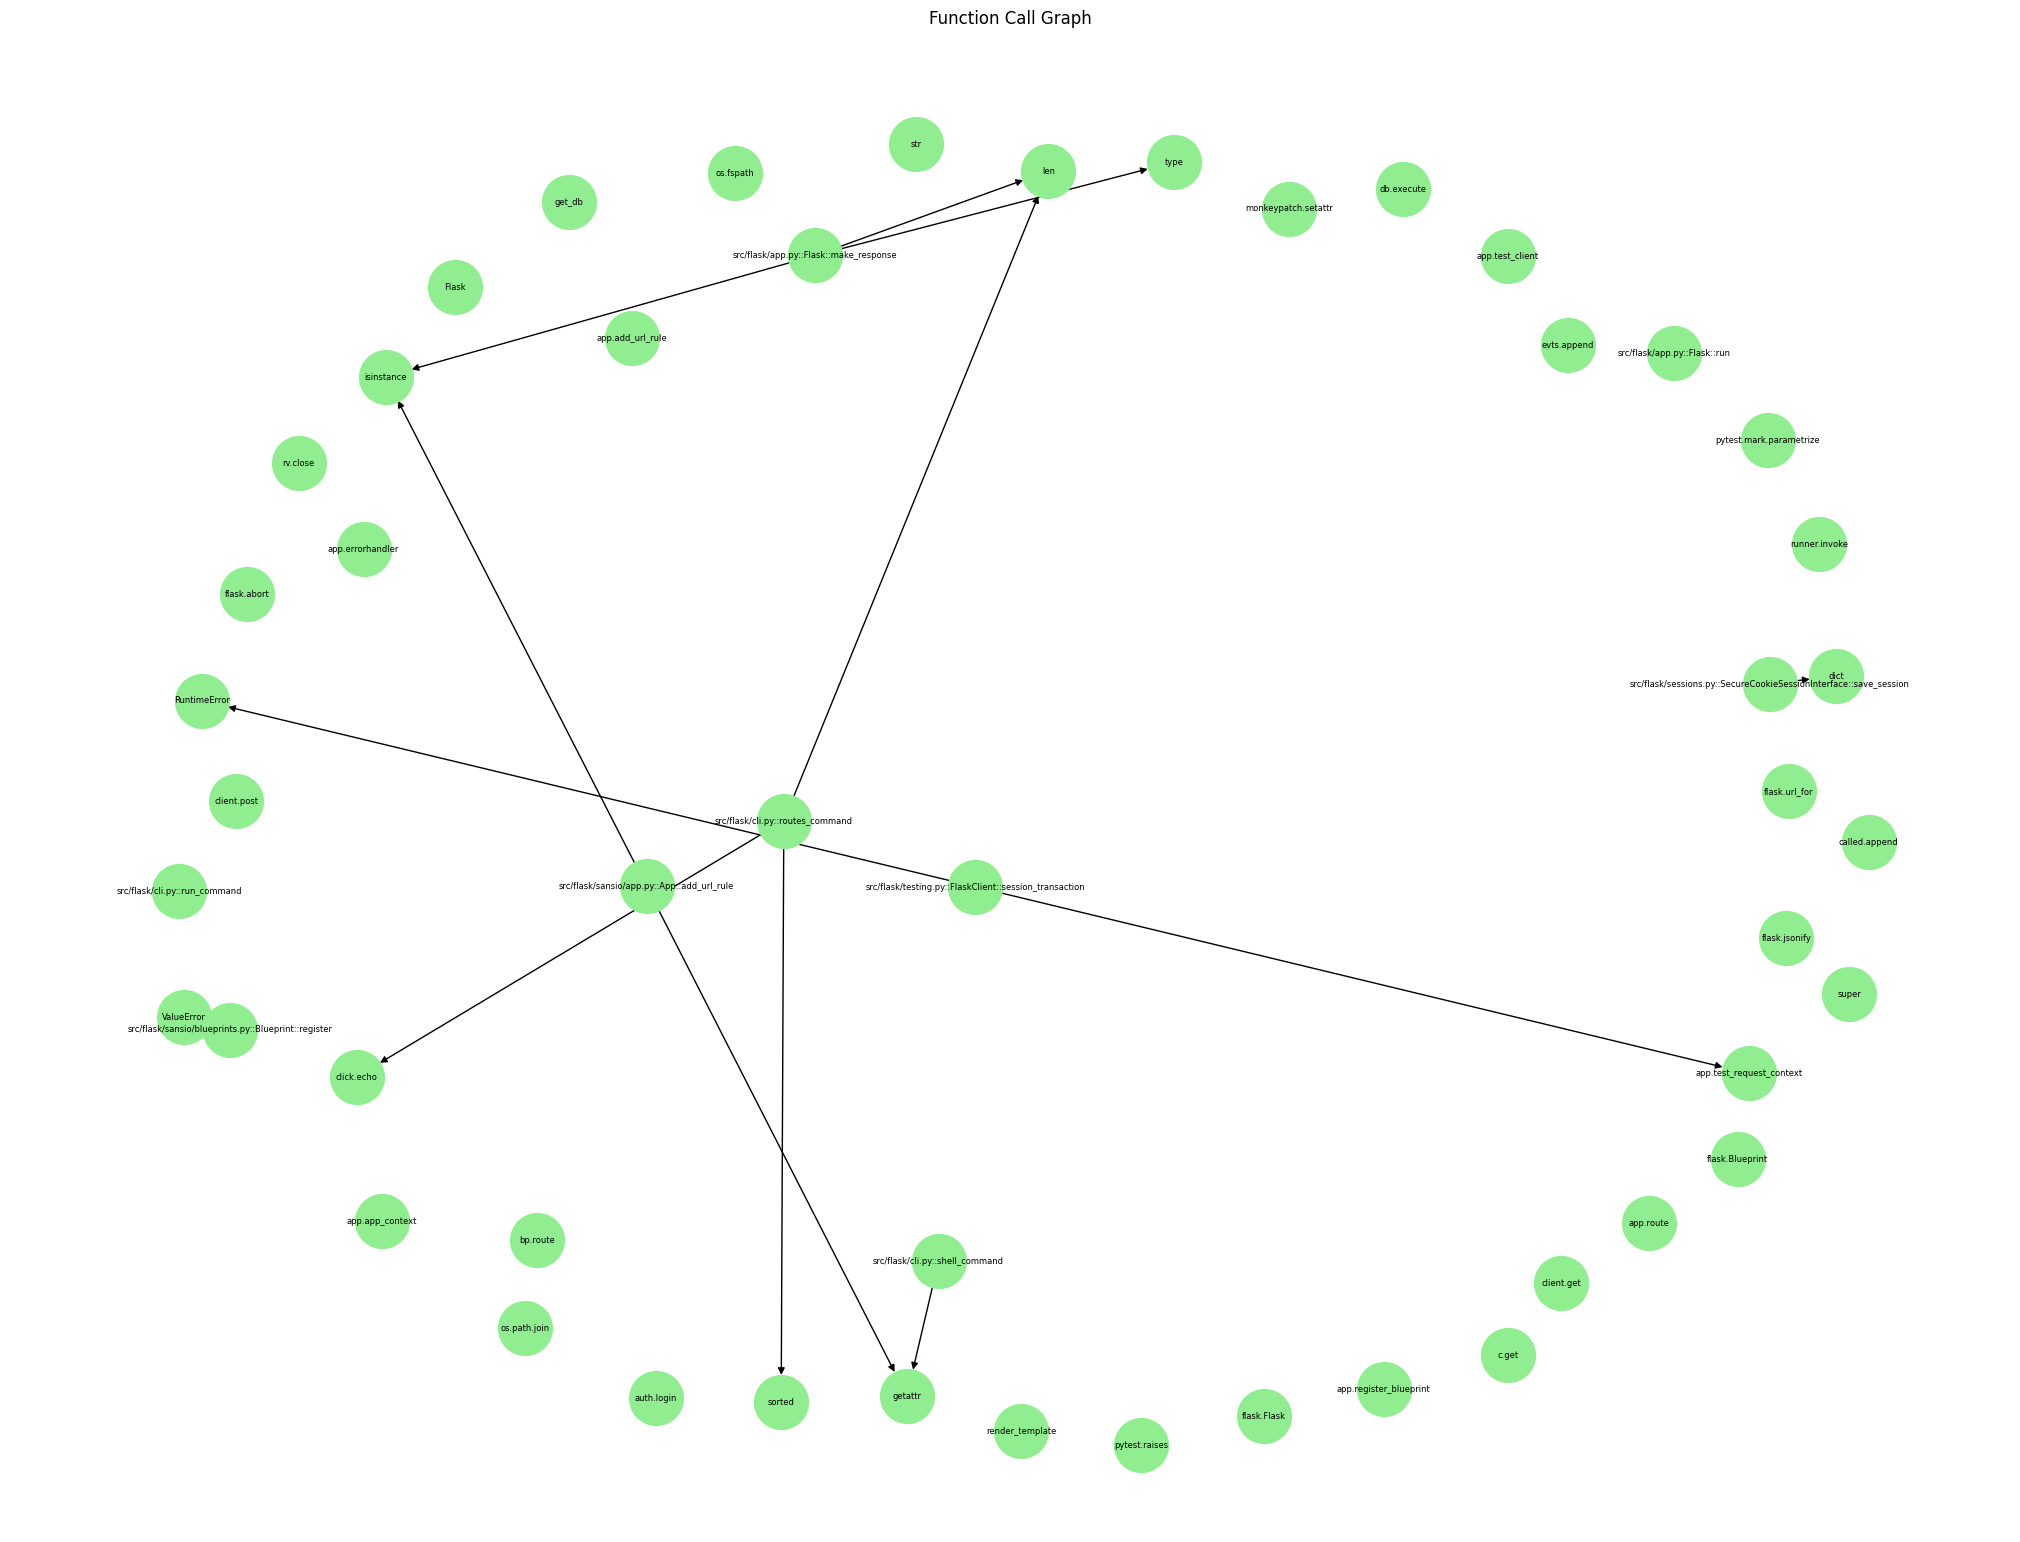 Function Call Graph
str
type
len
os.fspath
db.execute
get_db
monkeypatch.setattr
src/flask/app.py::Flask::make_response
app.test_client
Flask
app.add_url_rule
evts.append
src/flask/app.py::Flask::run
isinstance
pytest.mark.parametrize
rv.close
runner.invoke
app.errorhandler
flask.abort
dict
src/flask/sessions.py::SecureCookieSessionInterface::save_session
RuntimeError
flask.url_for
client.post
src/flask/cli.py::routes_command
called.append
src/flask/sansio/app.py::App::add_url_rule
src/flask/testing.py::FlaskClient::session_transaction
src/flask/cli.py::run_command
flask.jsonify
super
ValueError
src/flask/sansio/blueprints.py::Blueprint::register
app.test_request_context
click.echo
flask.Blueprint
app.app_context
app.route
bp.route
src/flask/cli.py::shell_command
client.get
os.path.join
c.get
app.register_blueprint
getattr
auth.login
sorted
flask.Flask
render_template
pytest.raises